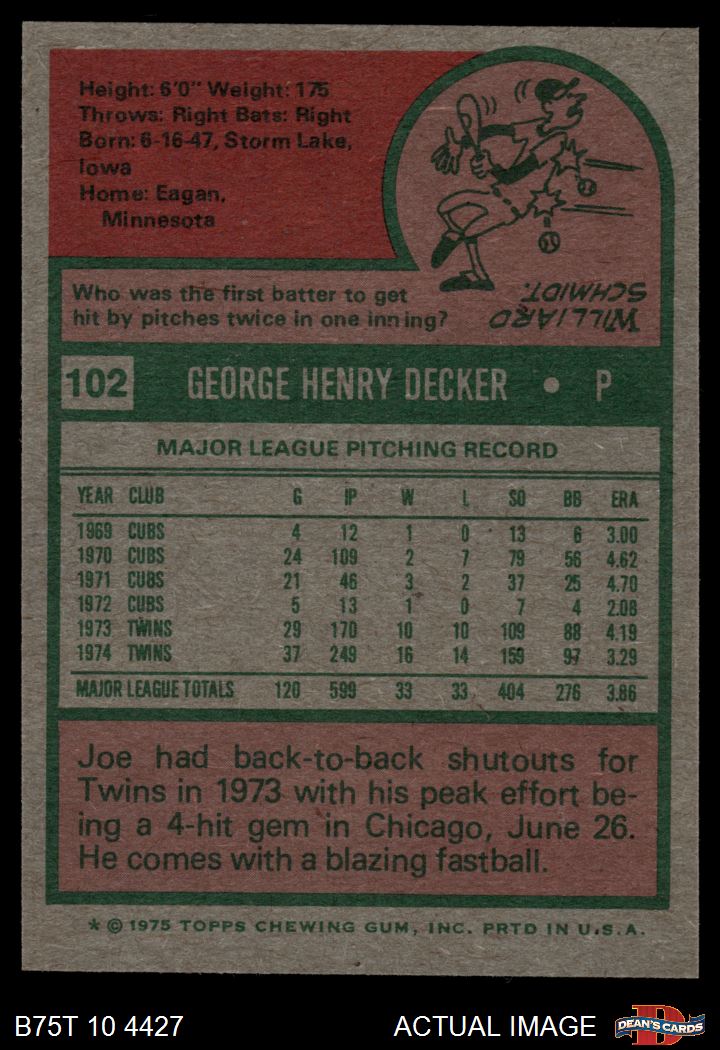 Height: 6'0" Weight: 175
Throws: Right Bats: Right
Born: 6-16-47, Storm Lake,
Iowa
Home: Eagan,
Minnesota
Who was the first batter to get
hit by pitches twice in one inning?
WILLIARD
SCHMIDT.
102 GEORGE HENRY DECKER • P
MAJOR LEAGUE PITCHING RECORD
YEAR CLUB G IP W L SO BB ERA
1969 CUBS 4 12 1 0 13 6 3.00
1970 CUBS 24 109 2 7 79 56 4.62
1971 CUBS 21 46 3 2 37 25 4.70
1972 CUBS 5 13 1 0 7 4 2.08
1973 TWINS 29 170 10 10 109 88 4.19
1974 TWINS 37 249 16 14 159 97 3.29
MAJOR LEAGUE TOTALS 120 599 33 33 404 276 3.86
Joe had back-to-back shutouts for
Twins in 1973 with his peak effort be-
ing a 4-hit gem in Chicago, June 26.
He comes with a blazing fastball.
* © 1975 TOPPS CHEWING GUM, INC. PRTD IN U.S.A.
B75T 10 4427 ACTUAL IMAGE DEAN'S CARDS